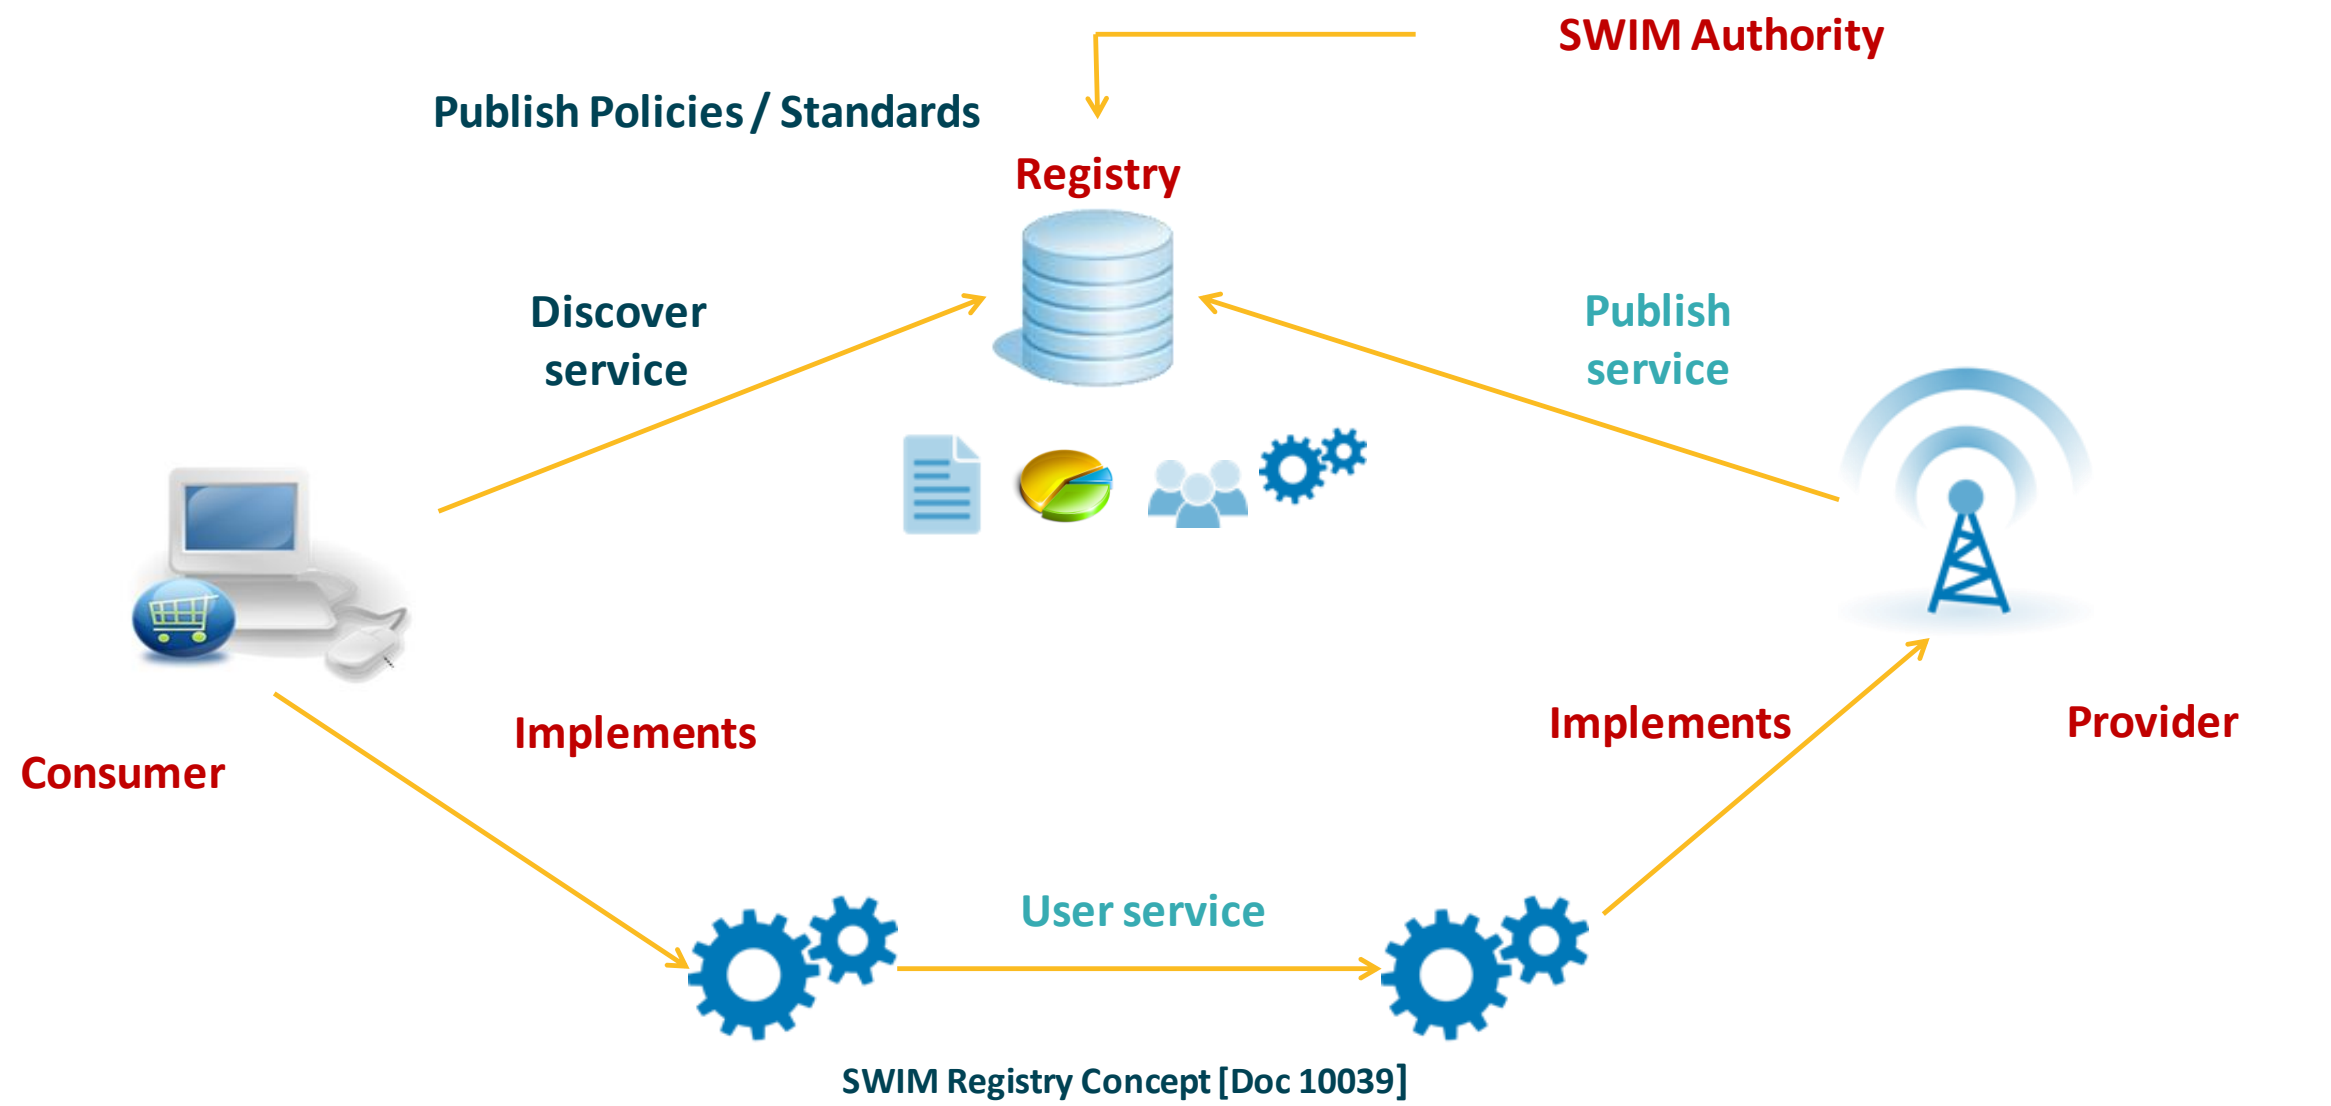 SWIM Authority
Publish Policies / Standards
Registry
Discover
service
Publish
service
Implements
Implements
Provider
Consumer
User service
SWIM Registry Concept [Doc 10039]